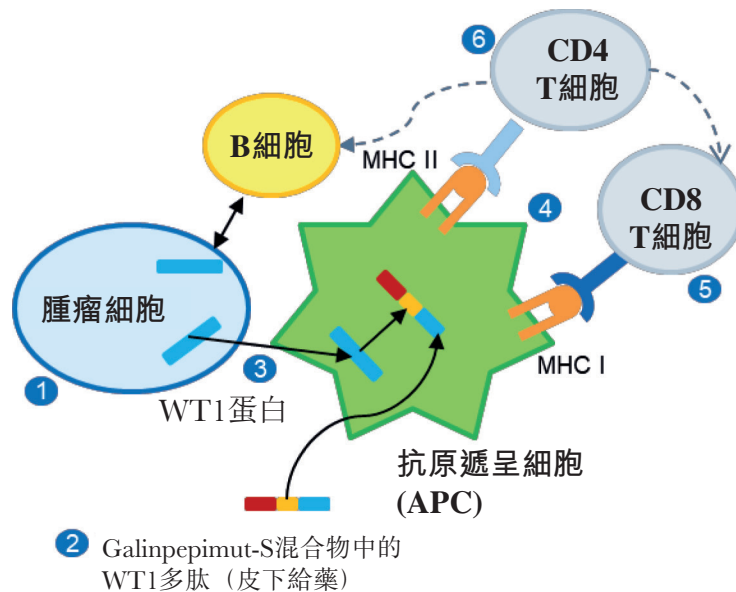 6
CD4
T細胞
B細胞
MHC II
4
CD8
T細胞
5
腫瘤細胞
1
3
WT1蛋白
MHC I
抗原遞呈細胞
(APC)
2 Galinpepimut-S混合物中的
WT1多肽（皮下給藥）